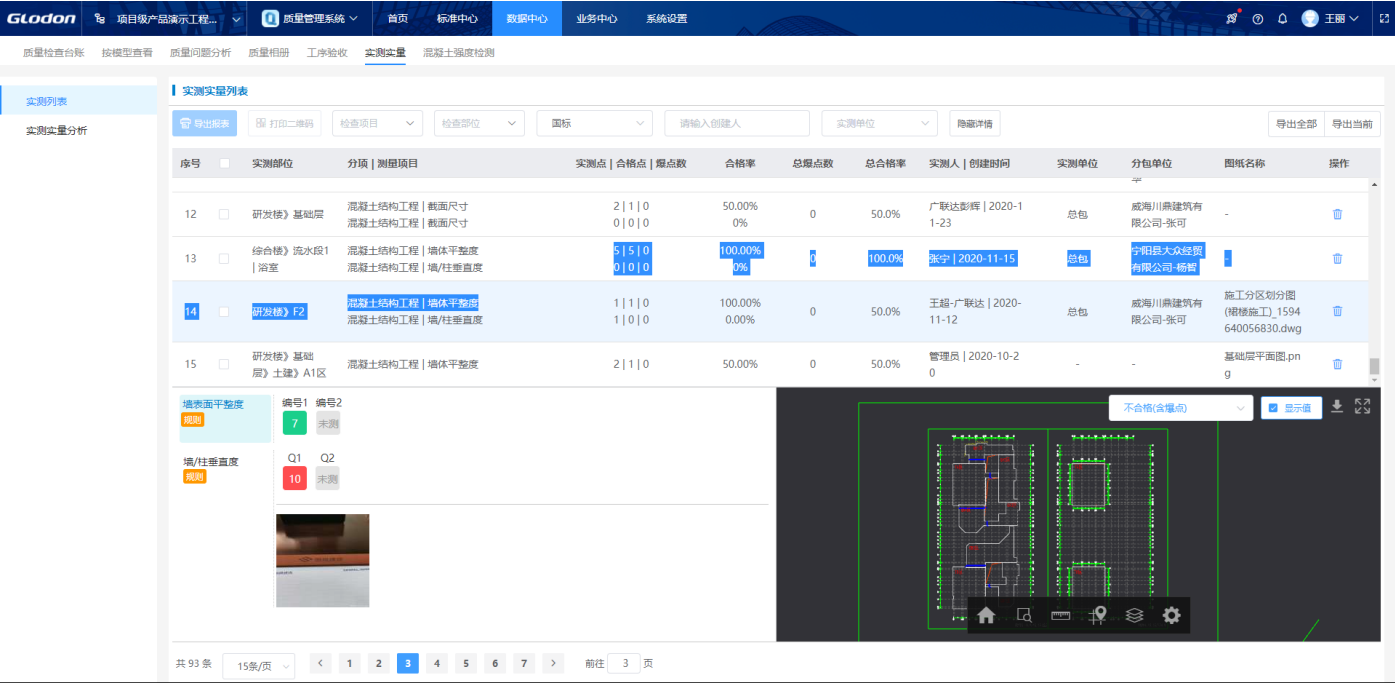 GLODON 项目级产品演示工程... 质量管理系统 首页 标准中心 数据中心 业务中心 系统设置 王丽
质量检查台账 按模型查看 质量问题分析 质量相册 工序验收 实测实量 混凝土强度检测
实测列表
实测实量分析
实测实量列表
导出报表 打印二维码 检查项目 检查部位 国标 请输入创建人 实测单位 隐藏详情 导出全部 导出当前
序号 实测部位 分项 | 测量项目 实测点 | 合格点 | 爆点数 合格率 总爆点数 总合格率 实测人 | 创建时间 实测单位 分包单位 图纸名称 操作
12 研发楼》基础层 混凝土结构工程 | 截面尺寸 2 | 1 | 0 50.00% 0 50.0% 广联达彭辉 | 2020-1 总包 威海川鼎建筑有 -
混凝土结构工程 | 截面尺寸 0 | 0 | 0 0% 1-23 限公司-张可
13 综合楼》流水段1 混凝土结构工程 | 墙体平整度 5 | 5 | 0 100.00% 0 100.0% 张宁 | 2020-11-15 总包 宁阳县大众经贸 -
| 浴室 混凝土结构工程 | 墙/柱垂直度 0 | 0 | 0 0% 有限公司-杨智
14 研发楼》F2 混凝土结构工程 | 墙体平整度 1 | 1 | 0 100.00% 0 50.0% 王超-广联达 | 2020- 总包 威海川鼎建筑有 施工分区划分图
混凝土结构工程 | 墙/柱垂直度 1 | 0 | 0 0.00% 11-12 限公司-张可 (裙楼施工)_1594
640056830.dwg
15 研发楼》基础 混凝土结构工程 | 墙体平整度 2 | 1 | 0 50.00% 0 50.0% 管理员 | 2020-10-2 - - 基础层平面图.pn
层》土建》A1区 0 g
墙表面平整度 编号1 编号2
规则 7 未测
墙/柱垂直度 Q1 Q2
规则 10 未测
不合格(含爆点) 显示值
共 93 条 15条/页 1 2 3 4 5 6 7 前往 3 页